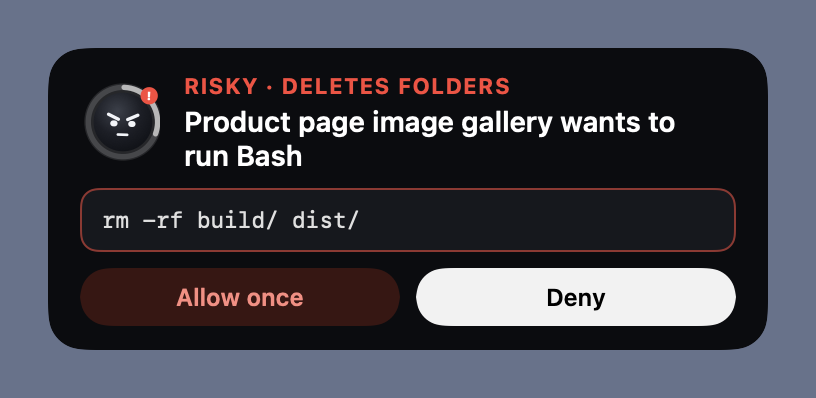 RISKY · DELETES FOLDERS
Product page image gallery wants to
run Bash
rm -rf build/ dist/
Allow once
Deny